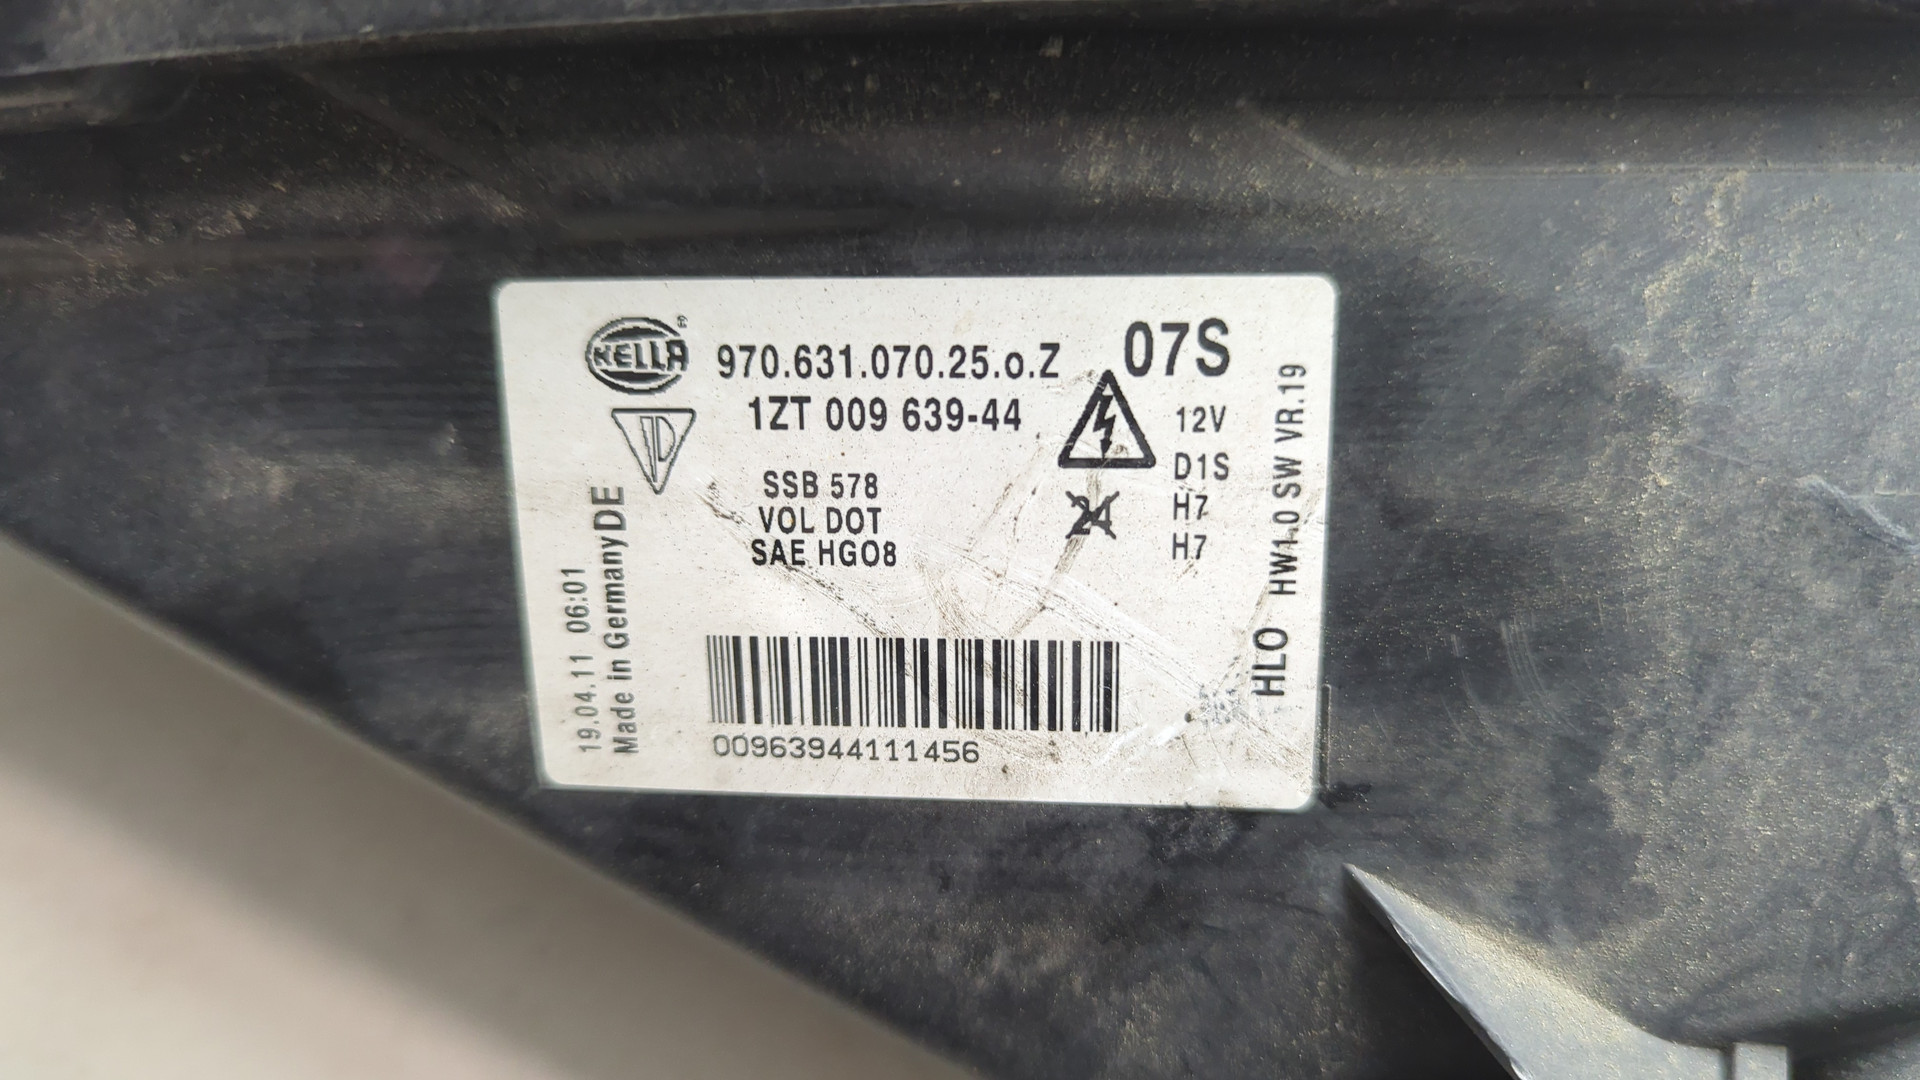 HELLA
970.631.070.25.o.Z
07S
1ZT 009 639-44
12V
D1S
H7
H7
24
SSB 578
VOL DOT
SAE HG08
19.04.11 06:01
Made in Germany DE
HLO HW1.0 SW VR.19
00963944111456